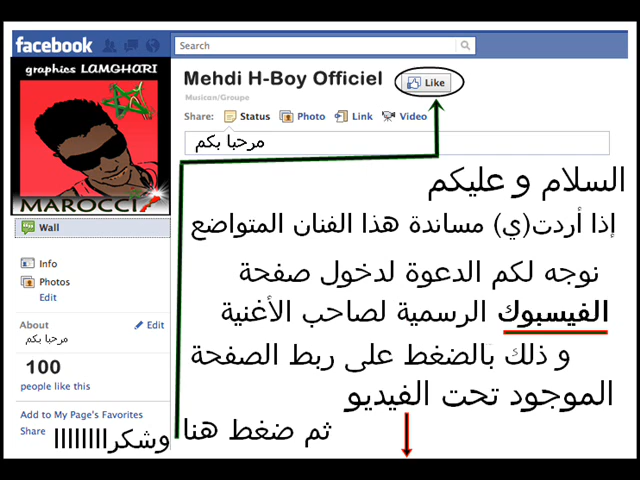 facebook
Search
graphics LAMGHARI
MAROCCI
Mehdi H-Boy Officiel
Like
Musican/Groupe
Share: Status Photo Link Video
مرحبا بكم
السلام و عليكم
إذا أردت(ي) مساندة هذا الفنان المتواضع
نوجه لكم الدعوة لدخول صفحة
الفيسبوك الرسمية لصاحب الأغنية
و ذلك بالضغط على ربط الصفحة
الموجود تحت الفيديو
ثم ضغط هنا وشكراااااااا
Wall
Info
Photos
Edit
About
Edit
مرحبا بكم
100
people like this
Add to My Page's Favorites
Share